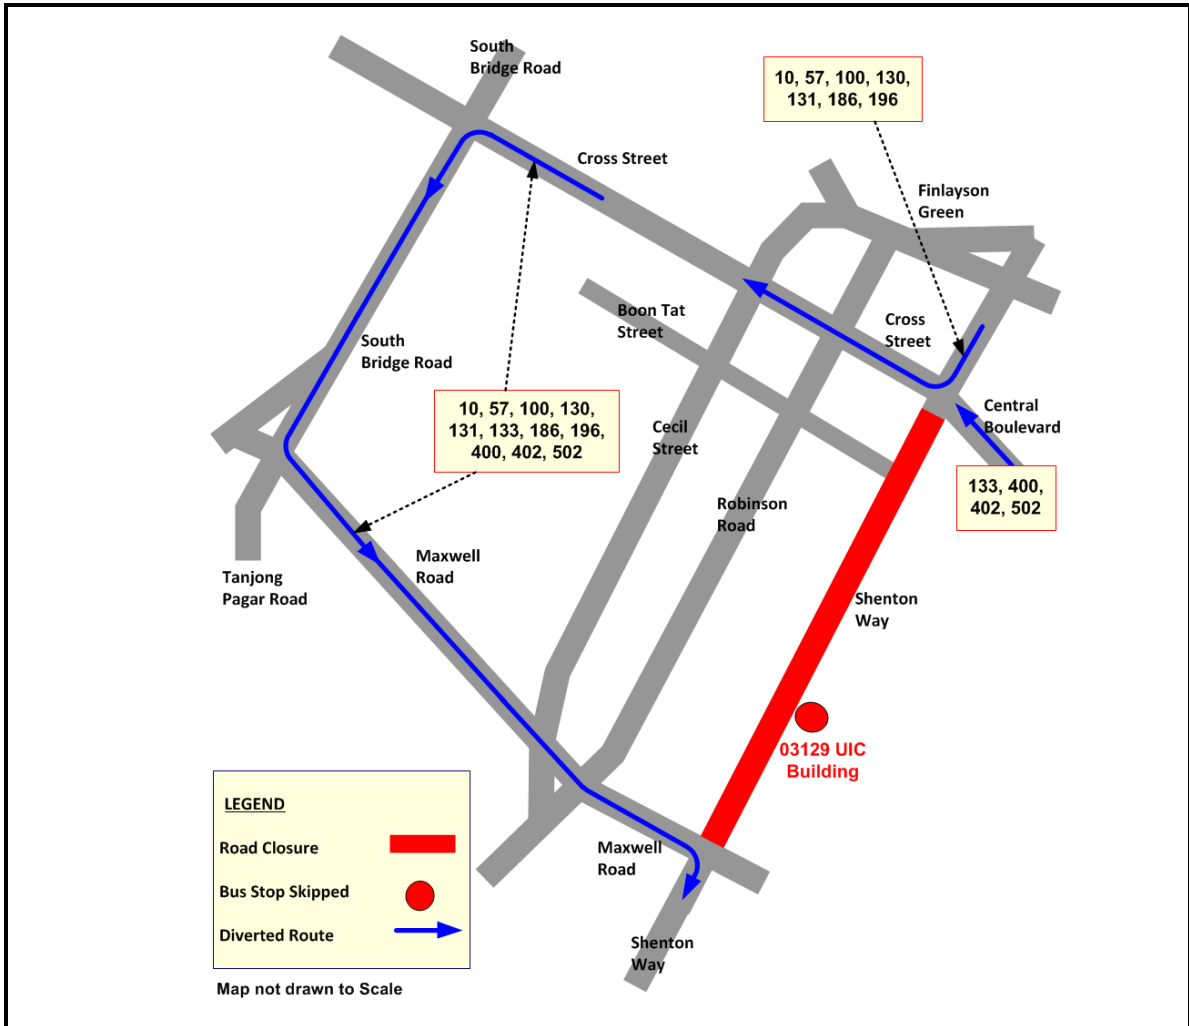 South
Bridge Road
10, 57, 100, 130,
131, 186, 196
Cross Street
Finlayson
Green
Boon Tat
Street
Cross
Street
South
Bridge Road
10, 57, 100, 130,
131, 133, 186, 196,
400, 402, 502
Cecil
Street
Central
Boulevard
133, 400,
402, 502
Robinson
Road
Maxwell
Road
Tanjong
Pagar Road
Shenton
Way
03129 UIC
Building
LEGEND
Road Closure
Bus Stop Skipped
Diverted Route
Maxwell
Road
Shenton
Way
Map not drawn to Scale